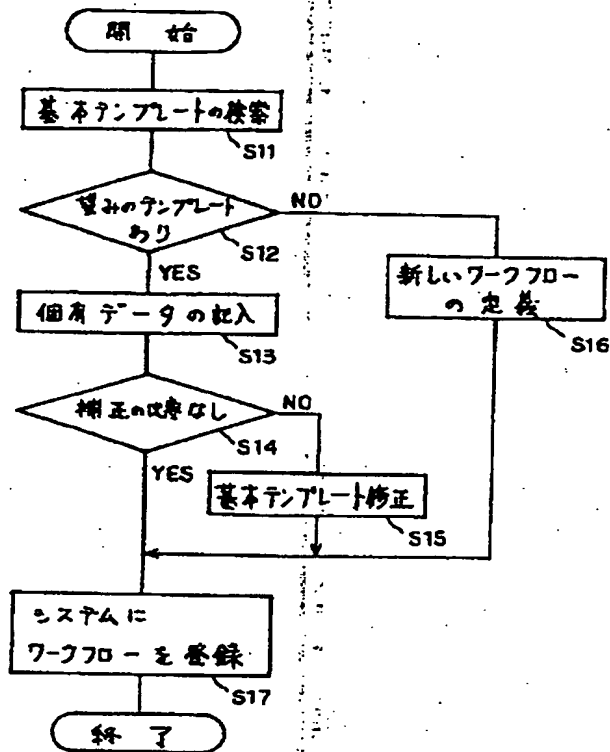 開 始
基本テンプレートの検索
S11
望みのテンプレート
あり
NO
S12
YES
新しいワークフロー
の 定 義
S16
個有データの記入
S13
補正の必要なし
NO
S14
YES
基本テンプレート修正
S15
システムに
ワークフローを登録
S17
終 了